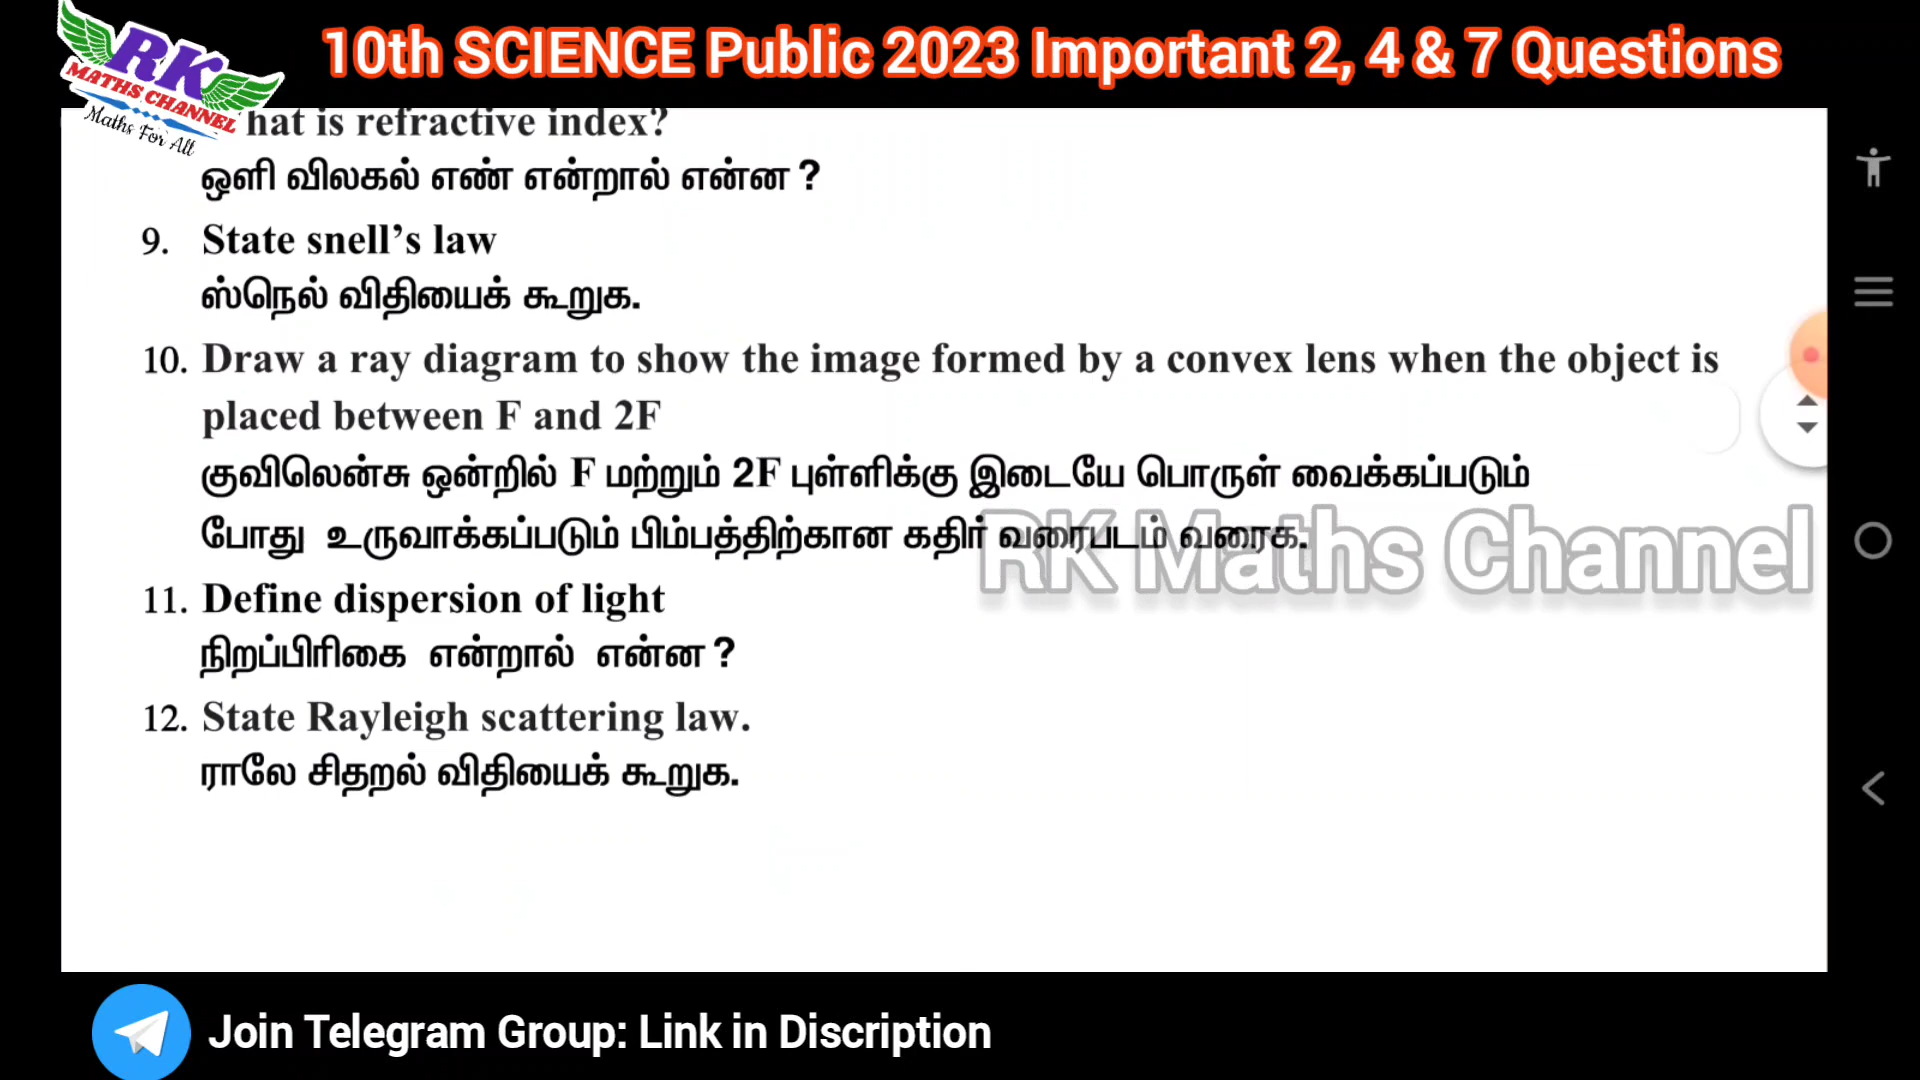 10th SCIENCE Public 2023 Important 2, 4 & 7 Questions
RK
MATHS CHANNEL
Maths For All
hat is refractive index?
ஒளி விலகல் எண் என்றால் என்ன ?
9. State snell’s law
ஸ்நெல் விதியைக் கூறுக.
10. Draw a ray diagram to show the image formed by a convex lens when the object is
placed between F and 2F
குவிலென்சு ஒன்றில் F மற்றும் 2F புள்ளிக்கு இடையே பொருள் வைக்கப்படும்
போது உருவாக்கப்படும் பிம்பத்திற்கான கதிர் வரைபடம் வரைக.
RK Maths Channel
11. Define dispersion of light
நிறப்பிரிகை என்றால் என்ன ?
12. State Rayleigh scattering law.
ராலே சிதறல் விதியைக் கூறுக.
Join Telegram Group: Link in Discription